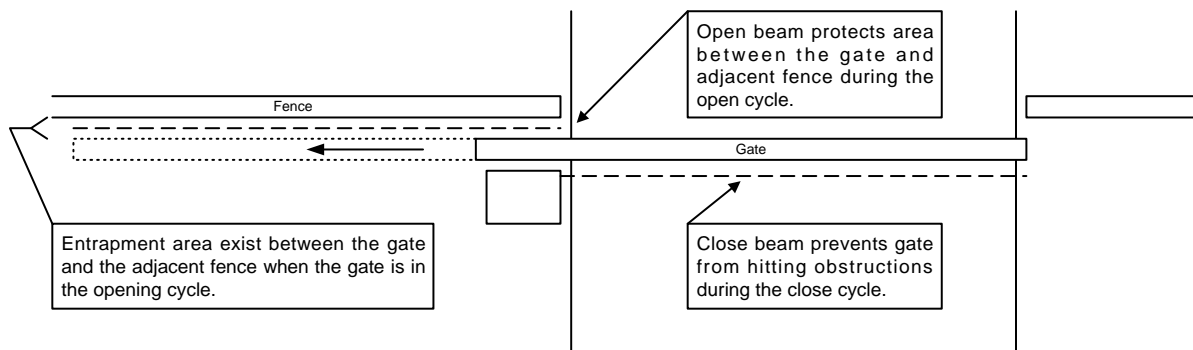 Open beam protects area
between the gate and
adjacent fence during the
open cycle.
Fence
Gate
Entrapment area exist between the gate
and the adjacent fence when the gate is in
the opening cycle.
Close beam prevents gate
from hitting obstructions
during the close cycle.